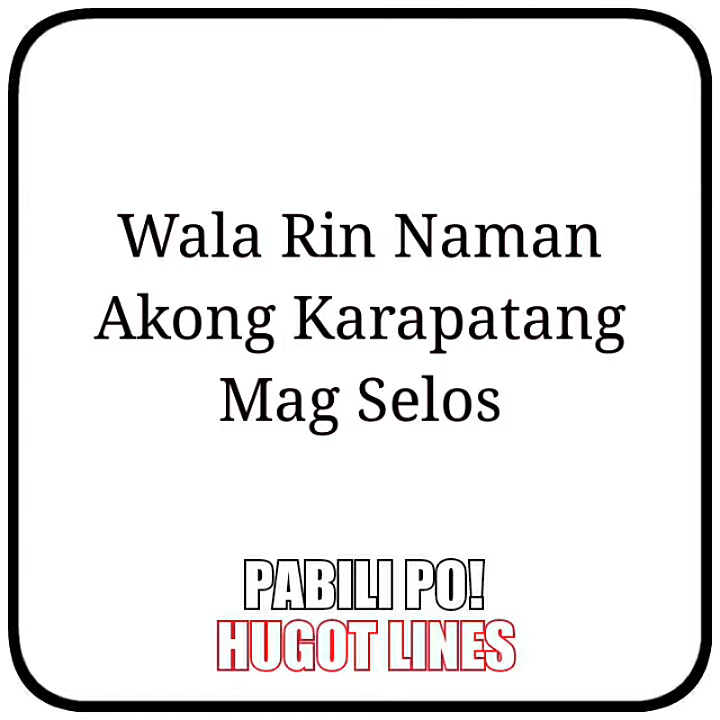 Wala Rin Naman
Akong Karapatang
Mag Selos
PABILI PO!
HUGOT LINES